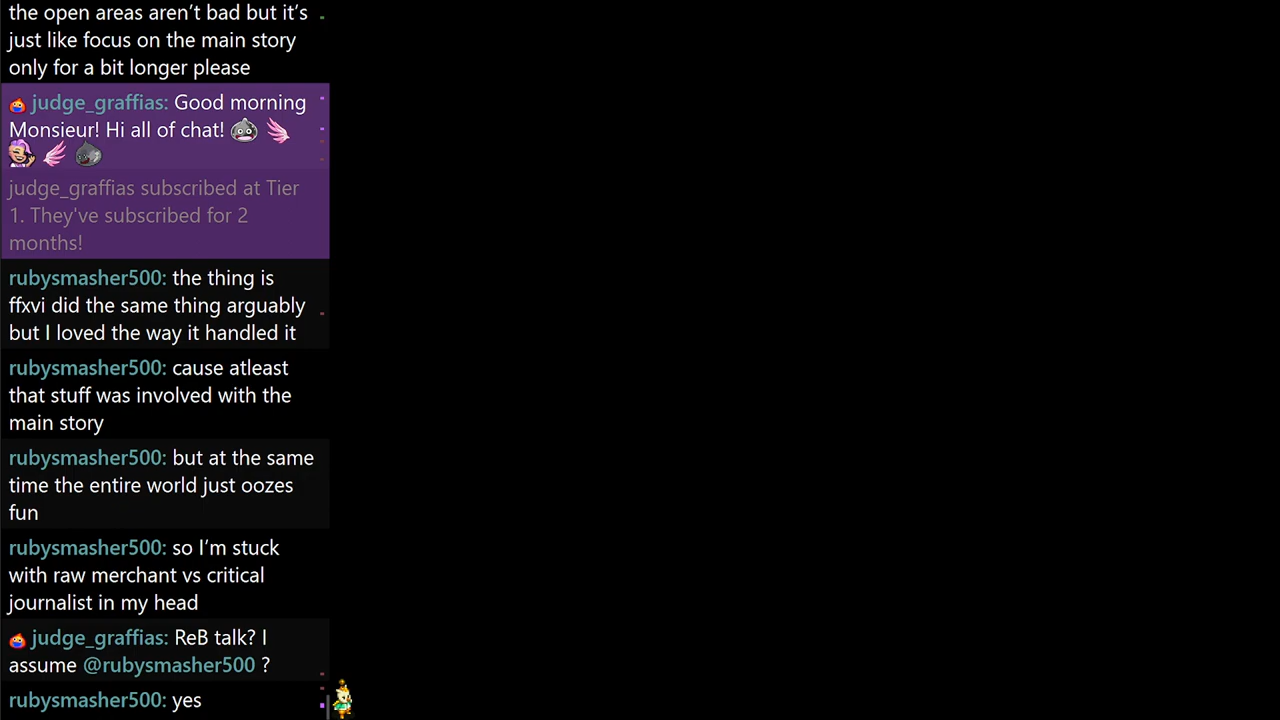 the open areas aren’t bad but it’s
just like focus on the main story
only for a bit longer please
judge_graffias: Good morning
Monsieur! Hi all of chat!
judge_graffias subscribed at Tier
1. They've subscribed for 2
months!
rubysmasher500: the thing is
ffxvi did the same thing arguably
but I loved the way it handled it
rubysmasher500: cause atleast
that stuff was involved with the
main story
rubysmasher500: but at the same
time the entire world just oozes
fun
rubysmasher500: so I’m stuck
with raw merchant vs critical
journalist in my head
judge_graffias: ReB talk? I
assume @rubysmasher500 ?
rubysmasher500: yes